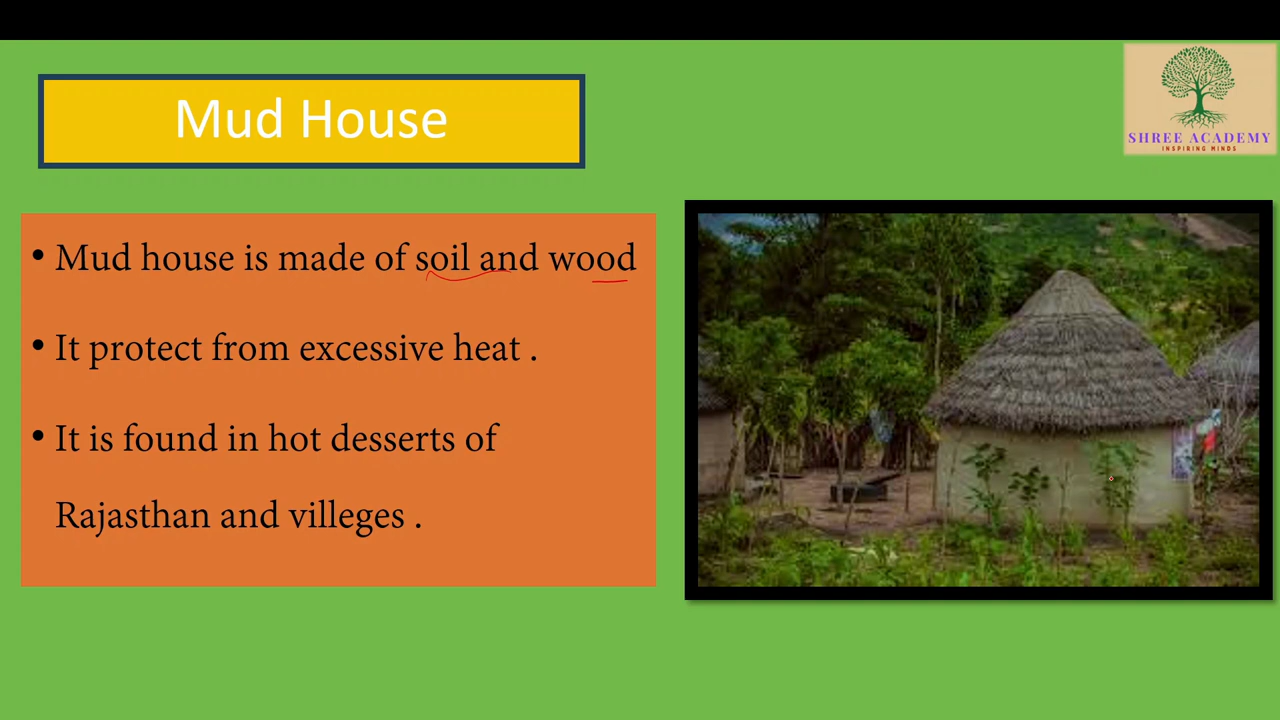 Mud House
SHREE ACADEMY
INSPIRING MINDS
• Mud house is made of soil and wood
• It protect from excessive heat .
• It is found in hot desserts of
Rajasthan and villeges .